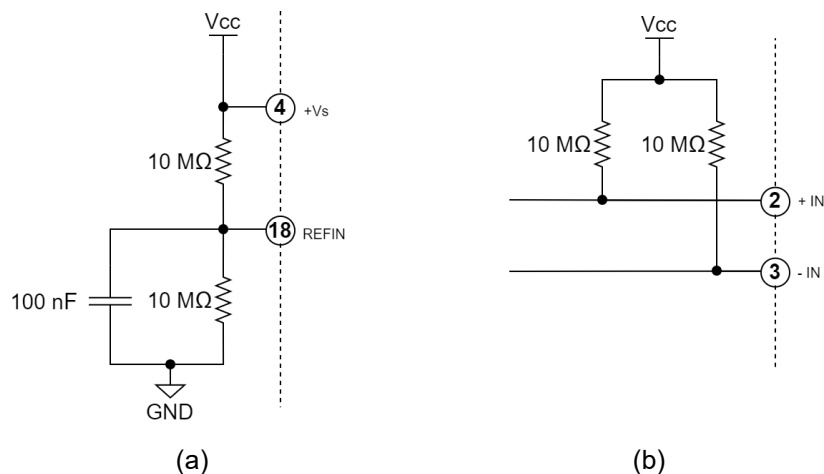 Vcc
4
+Vs
10 MΩ
18
REFIN
100 nF
10 MΩ
GND
(a)
Vcc
10 MΩ
10 MΩ
2
+ IN
3
- IN
(b)